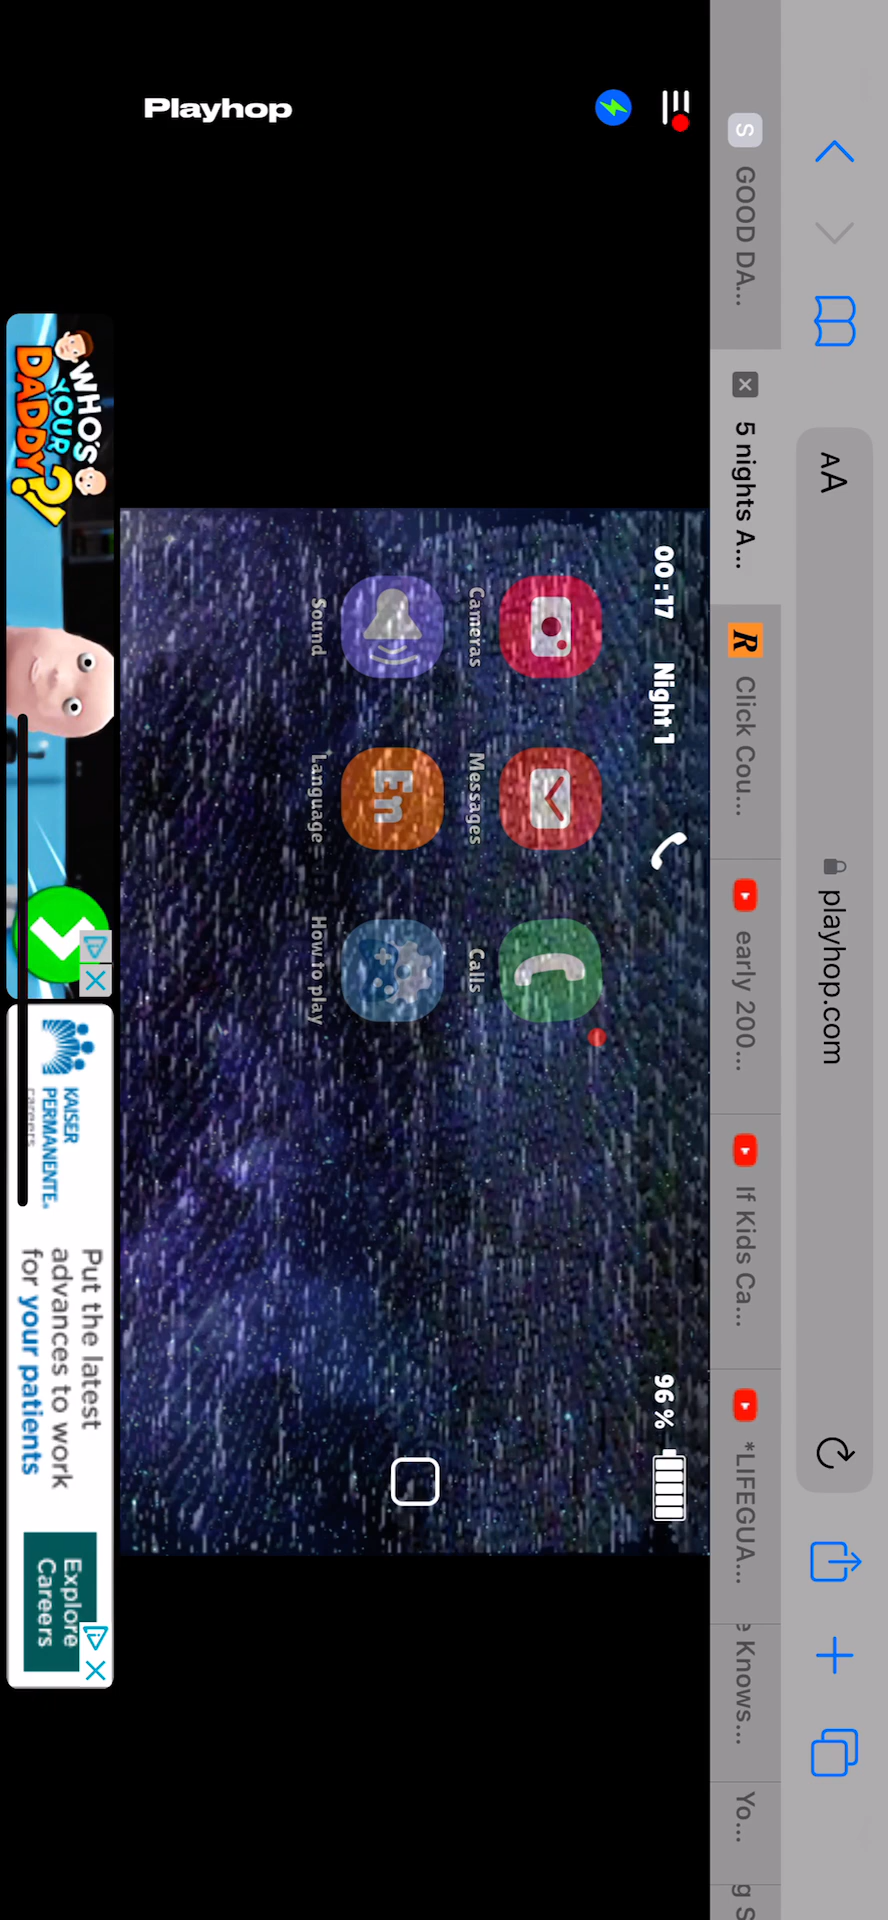 AA
playhop.com
GOOD DA...
5 nights A...
Click Cou...
early 200...
If Kids Ca...
*LIFEGUA...
e Knows...
Yo...
g S
Playhop
00:17 Night 1
96 %
Cameras
Messages
Calls
En
Sound
Language
How to play
WHO'S
YOUR
DADDY?!
KAISER
PERMANENTE®
careers
Put the latest
advances to work
for your patients
Explore
Careers